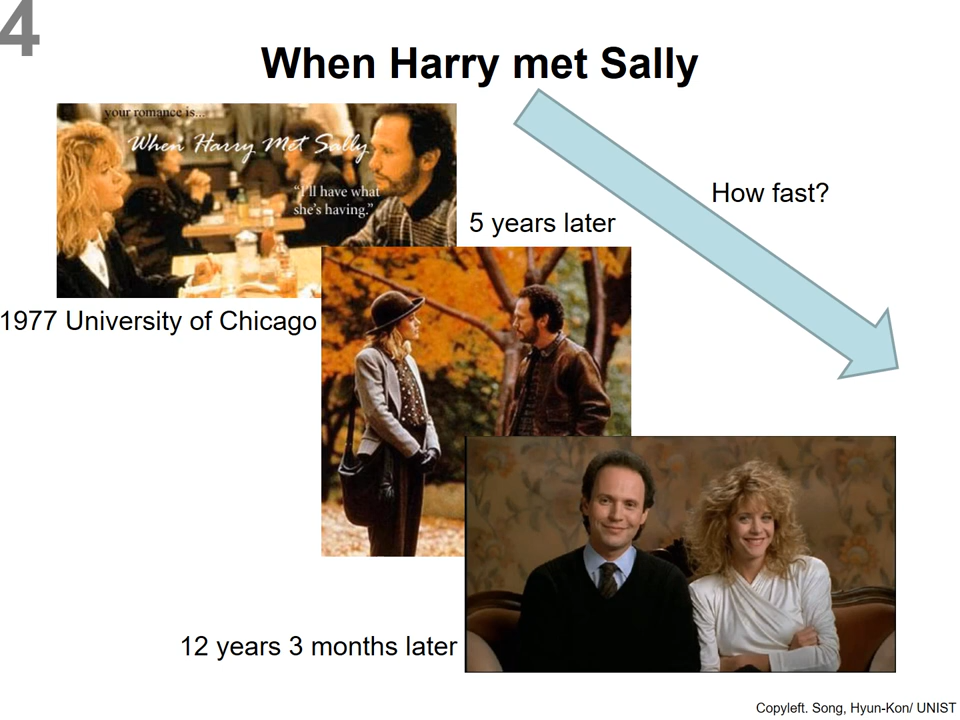 4
When Harry met Sally
your romance is...
When Harry Met Sally
"I'll have what
she's having."
How fast?
5 years later
1977 University of Chicago
12 years 3 months later
Copyleft. Song, Hyun-Kon/ UNIST